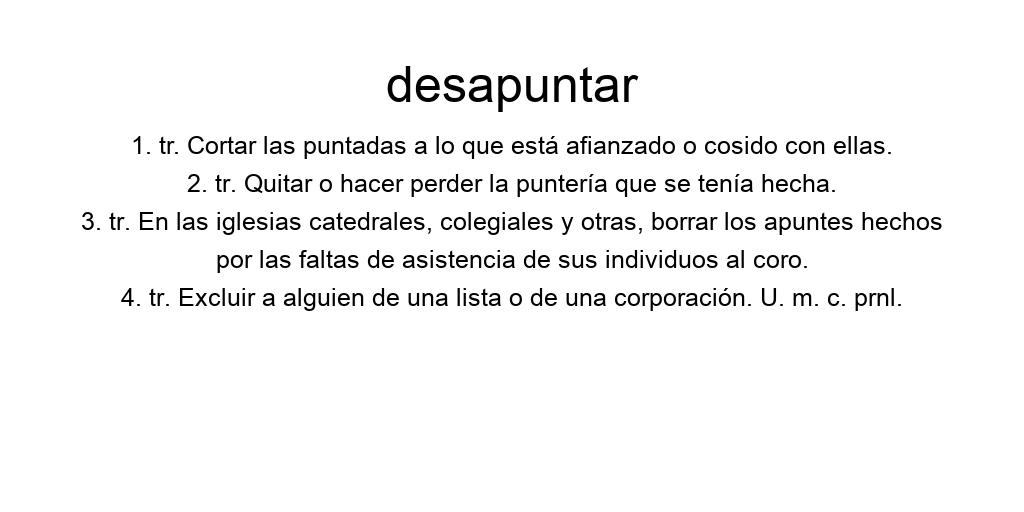 desapuntar
1. tr. Cortar las puntadas a lo que está afianzado o cosido con ellas.
2. tr. Quitar o hacer perder la puntería que se tenía hecha.
3. tr. En las iglesias catedrales, colegiales y otras, borrar los apuntes hechos
por las faltas de asistencia de sus individuos al coro.
4. tr. Excluir a alguien de una lista o de una corporación. U. m. c. prnl.